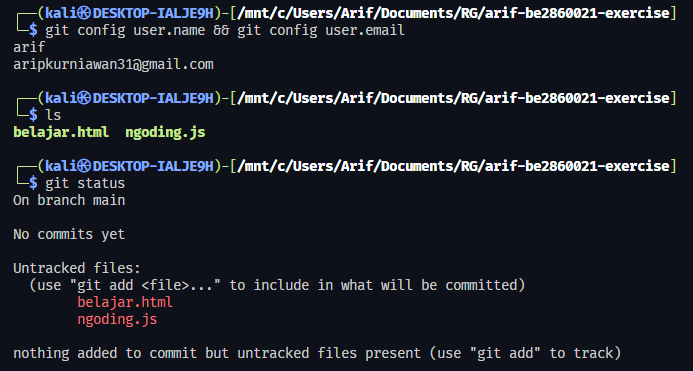 ┌──(kali㉿DESKTOP-IALJE9H)-[/mnt/c/Users/Arif/Documents/RG/arif-be2860021-exercise]
└─$ git config user.name && git config user.email
arif
aripkurniawan31@gmail.com
┌──(kali㉿DESKTOP-IALJE9H)-[/mnt/c/Users/Arif/Documents/RG/arif-be2860021-exercise]
└─$ ls
belajar.html  ngoding.js
┌──(kali㉿DESKTOP-IALJE9H)-[/mnt/c/Users/Arif/Documents/RG/arif-be2860021-exercise]
└─$ git status
On branch main
No commits yet
Untracked files:
  (use "git add <file>..." to include in what will be committed)
        belajar.html
        ngoding.js
nothing added to commit but untracked files present (use "git add" to track)